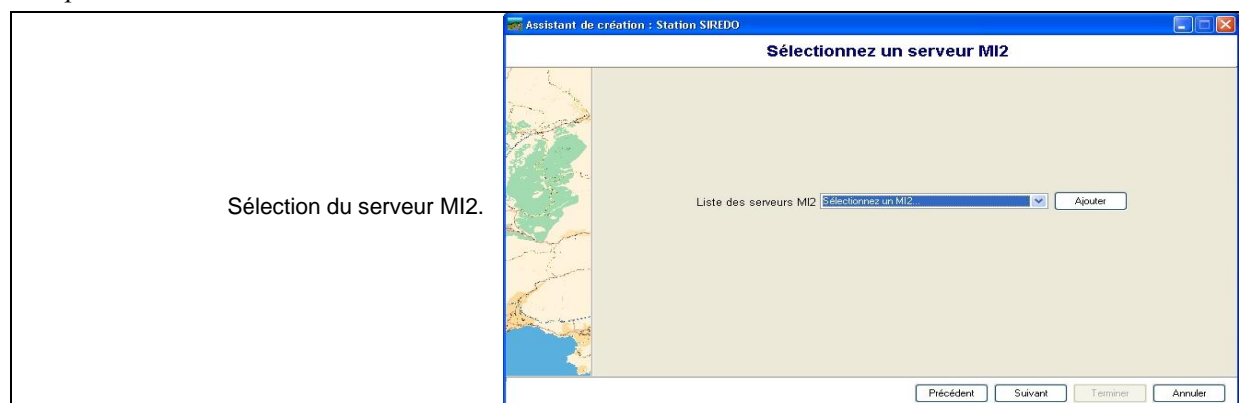 Sélection du serveur MI2.
Assistant de création : Station SIREDO
Sélectionnez un serveur MI2
Liste des serveurs MI2 Sélectionnez un MI2... Ajouter
Précédent Suivant Terminer Annuler